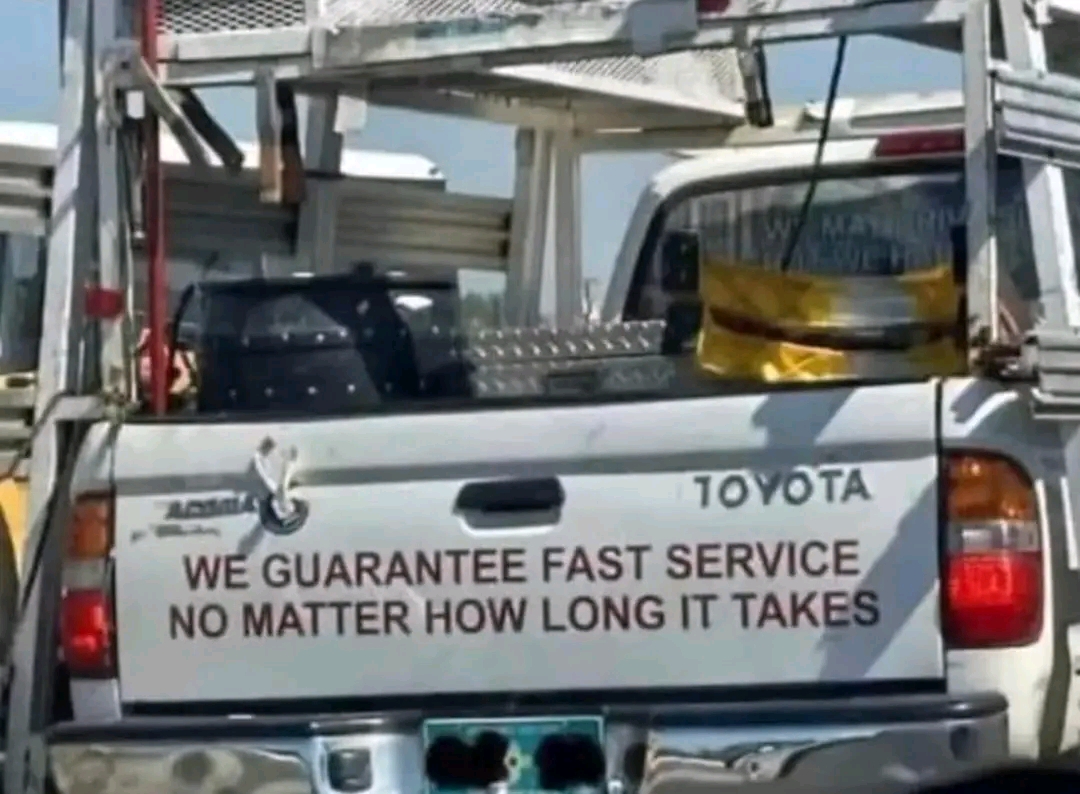 TOYOTA
WE GUARANTEE FAST SERVICE
NO MATTER HOW LONG IT TAKES